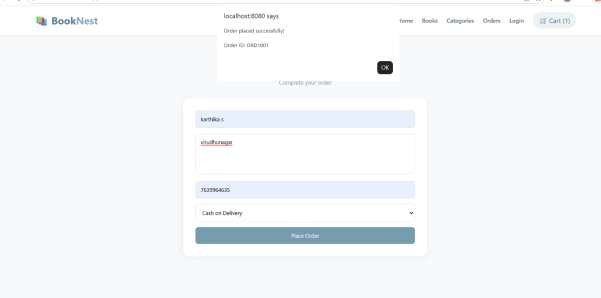 BookNest
Home Books Categories Orders Login Cart (1)
localhost:8080 says
Order placed successfully!
Order ID: ORD1001
OK
Complete your order
karthika s
virudhunagar
7639964635
Cash on Delivery
Place Order